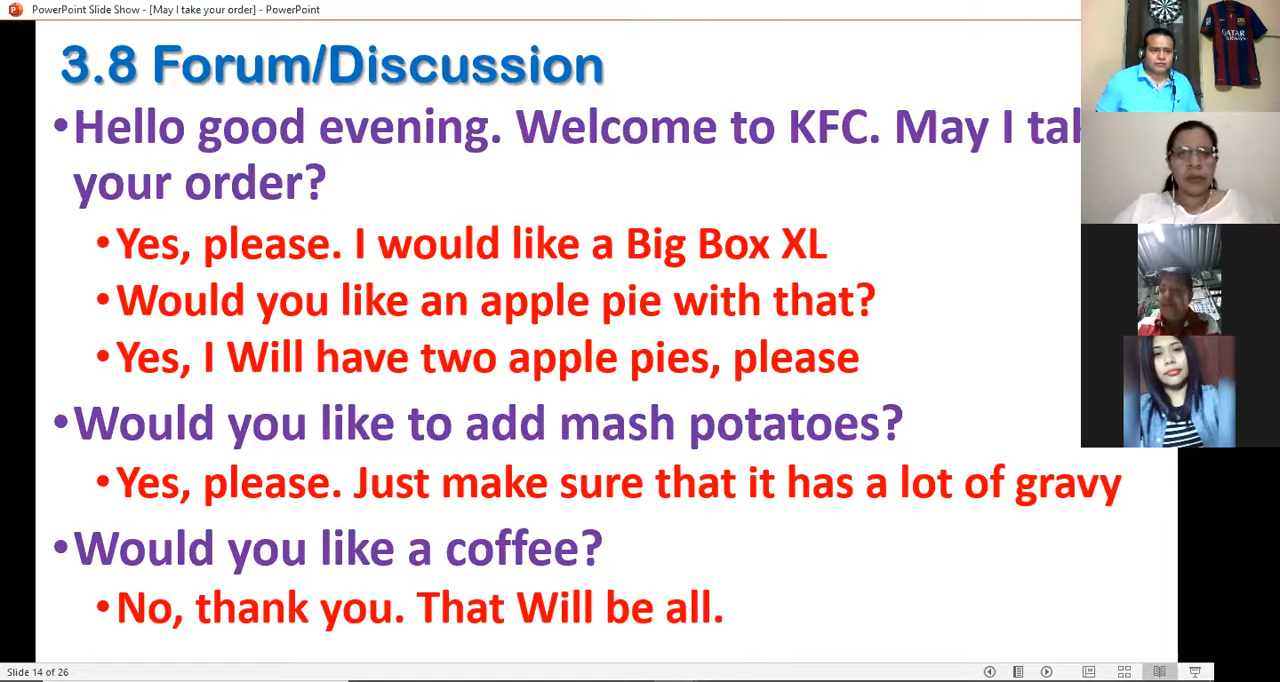 PowerPoint Slide Show - [May I take your order] - PowerPoint
3.8 Forum/Discussion
•Hello good evening. Welcome to KFC. May I tak
your order?
•Yes, please. I would like a Big Box XL
•Would you like an apple pie with that?
•Yes, I Will have two apple pies, please
•Would you like to add mash potatoes?
•Yes, please. Just make sure that it has a lot of gravy
•Would you like a coffee?
•No, thank you. That Will be all.
Slide 14 of 26
QATAR
AIRWAYS